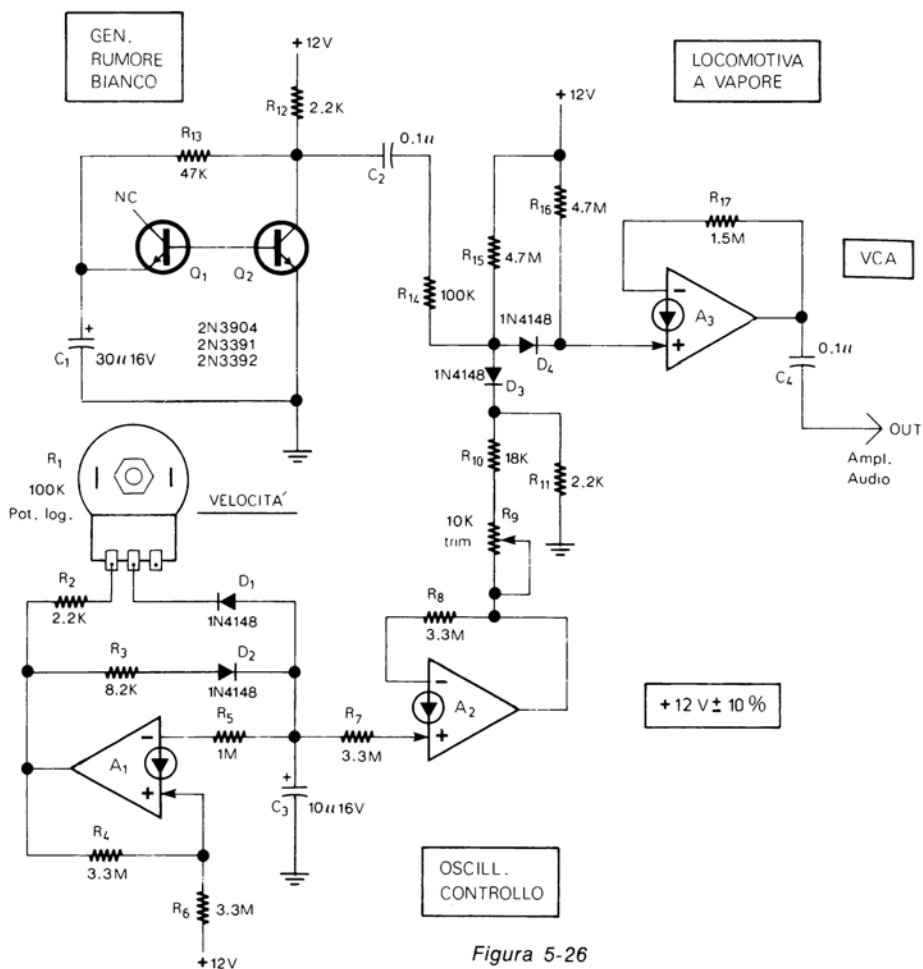 GEN.
RUMORE
BIANCO
+12V
R12
2.2K
LOCOMOTIVA
A VAPORE
+12V
R13
47K
0.1u
C2
NC
Q1
Q2
R14
100K
R15
4.7M
R16
4.7M
R17
1.5M
VCA
2N3904
2N3391
2N3392
C1
+
30u16V
1N4148
D4
1N4148
D3
−
A3
+
0.1u
C4
OUT
Ampl.
Audio
R1
100K
Pot. log.
VELOCITÀ
R10
18K
R11
2.2K
10K
trim
R9
R2
2.2K
D1
1N4148
R3
8.2K
D2
1N4148
R8
3.3M
−
A2
+
+12V ± 10%
R5
1M
R7
3.3M
−
A1
+
+
C3
10u16V
R4
3.3M
R6
3.3M
+12V
OSCILL.
CONTROLLO
Figura 5-26